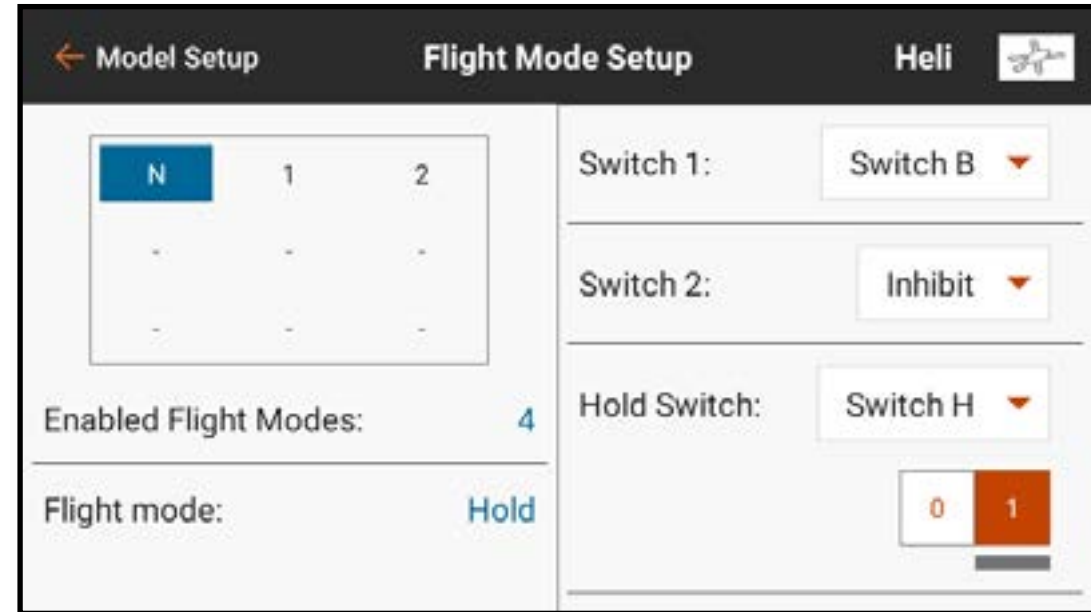 ← Model Setup Flight Mode Setup Heli
N 1 2
- - -
- - -
Enabled Flight Modes: 4
Flight mode: Hold
Switch 1: Switch B
Switch 2: Inhibit
Hold Switch: Switch H
0 1